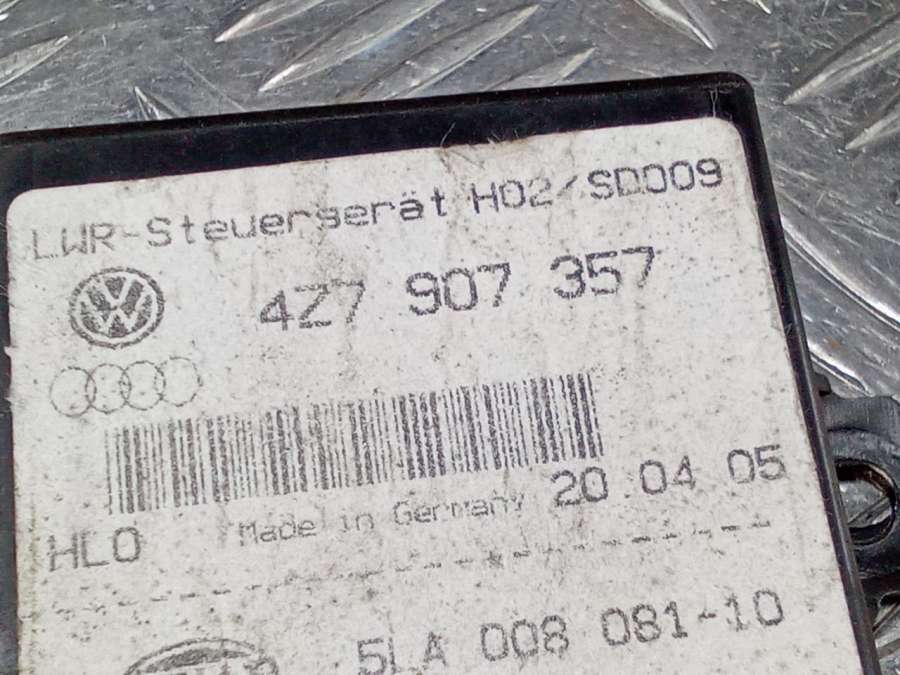 LWR-Steuergerät H02/SD009
4Z7 907 357
Made in Germany 20.04.05
HLO
5LA 008 081-10